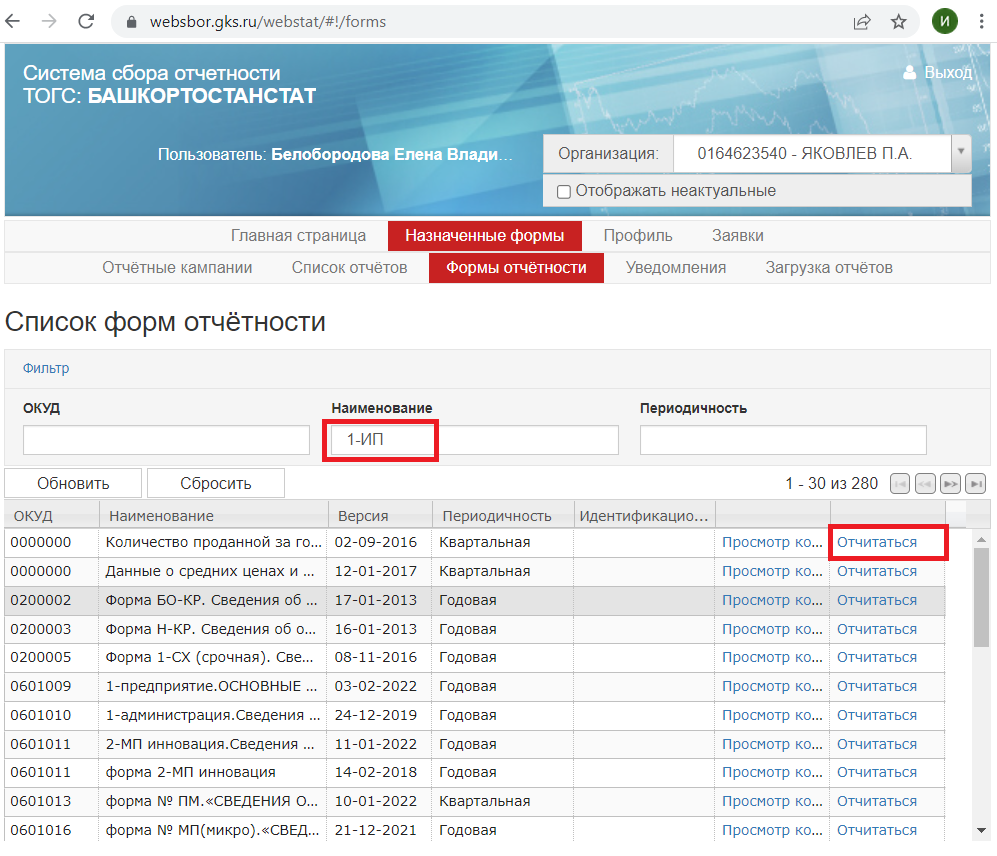 websbor.gks.ru/webstat/#!/forms
И
Система сбора отчетности
ТОГС: БАШКОРТОСТАНСТАТ
Выход
Пользователь: Белобородова Елена Влади...
Организация: 0164623540 - ЯКОВЛЕВ П.А.
Отображать неактуальные
Главная страница Назначенные формы Профиль Заявки
Отчётные кампании Список отчётов Формы отчётности Уведомления Загрузка отчётов
Список форм отчётности
Фильтр
ОКУД Наименование Периодичность
1-ИП
Обновить Сбросить 1 - 30 из 280
ОКУД Наименование Версия Периодичность Идентификацио...
0000000 Количество проданной за го... 02-09-2016 Квартальная Просмотр ко... Отчитаться
0000000 Данные о средних ценах и ... 12-01-2017 Квартальная Просмотр ко... Отчитаться
0200002 Форма БО-КР. Сведения об ... 17-01-2013 Годовая Просмотр ко... Отчитаться
0200003 Форма Н-КР. Сведения об о... 16-01-2013 Годовая Просмотр ко... Отчитаться
0200005 Форма 1-СХ (срочная). Све... 08-11-2016 Годовая Просмотр ко... Отчитаться
0601009 1-предприятие.ОСНОВНЫЕ ... 03-02-2022 Годовая Просмотр ко... Отчитаться
0601010 1-администрация.Сведения ... 24-12-2019 Годовая Просмотр ко... Отчитаться
0601011 2-МП инновация.Сведения ... 11-01-2022 Годовая Просмотр ко... Отчитаться
0601011 форма 2-МП инновация 14-02-2018 Годовая Просмотр ко... Отчитаться
0601013 форма № ПМ.«СВЕДЕНИЯ О... 10-01-2022 Квартальная Просмотр ко... Отчитаться
0601016 форма № МП(микро).«СВЕД... 21-12-2021 Годовая Просмотр ко... Отчитаться